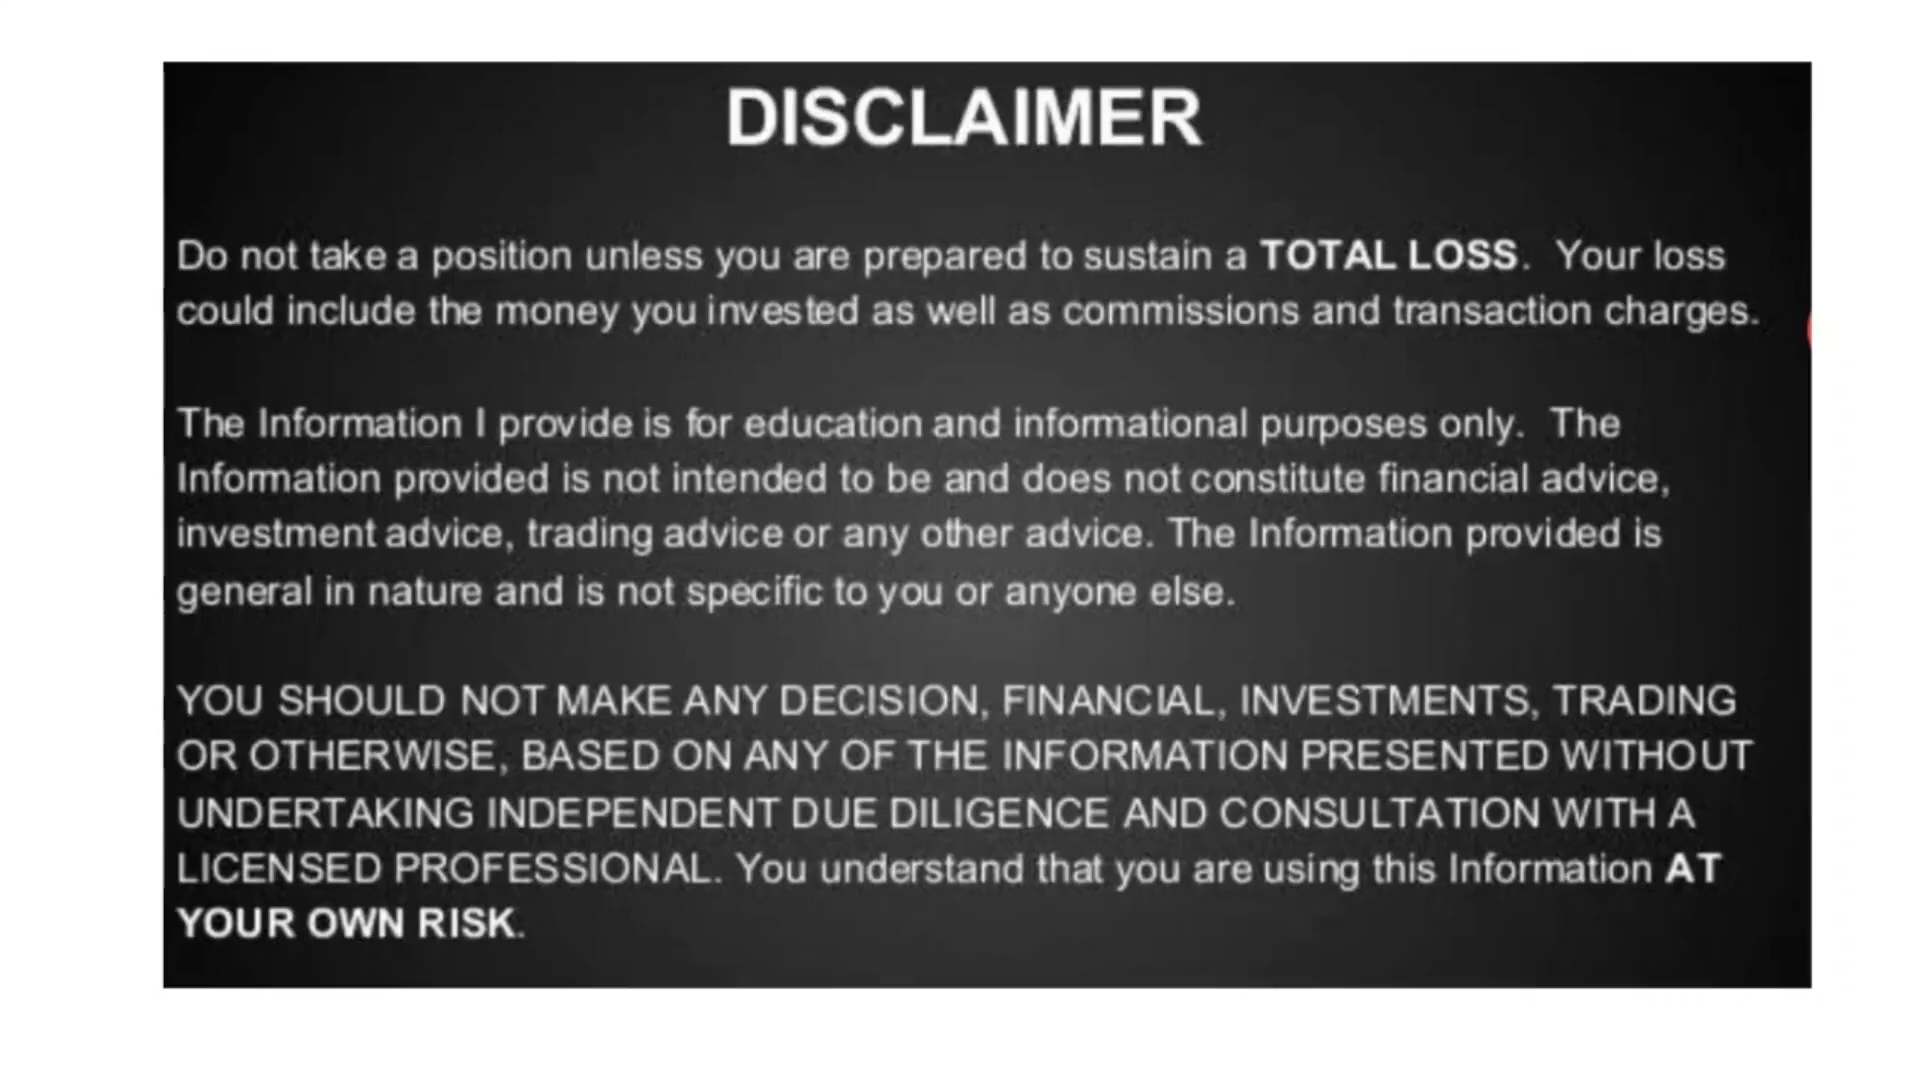 DISCLAIMER
Do not take a position unless you are prepared to sustain a TOTAL LOSS.  Your loss
could include the money you invested as well as commissions and transaction charges.
The Information I provide is for education and informational purposes only.  The
Information provided is not intended to be and does not constitute financial advice,
investment advice, trading advice or any other advice. The Information provided is
general in nature and is not specific to you or anyone else.
YOU SHOULD NOT MAKE ANY DECISION, FINANCIAL, INVESTMENTS, TRADING
OR OTHERWISE, BASED ON ANY OF THE INFORMATION PRESENTED WITHOUT
UNDERTAKING INDEPENDENT DUE DILIGENCE AND CONSULTATION WITH A
LICENSED PROFESSIONAL. You understand that you are using this Information AT
YOUR OWN RISK.